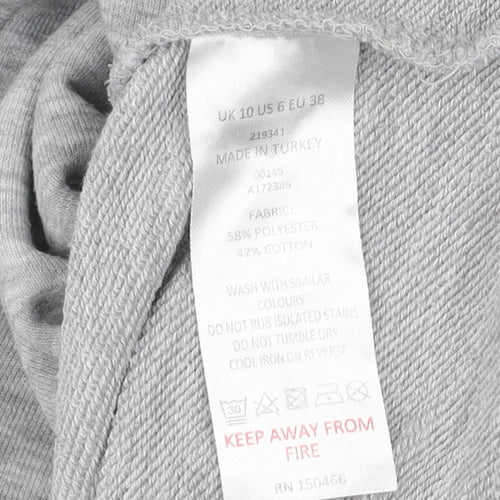 UK 10 US 6 EU 38
219341
MADE IN TURKEY
00145
A172386
FABRIC:
58% POLYESTER
42% COTTON
WASH WITH SIMILAR
COLOURS
DO NOT RUB ISOLATED STAINS
DO NOT TUMBLE DRY
COOL IRON ON REVERSE
30
KEEP AWAY FROM
FIRE
RN 150466